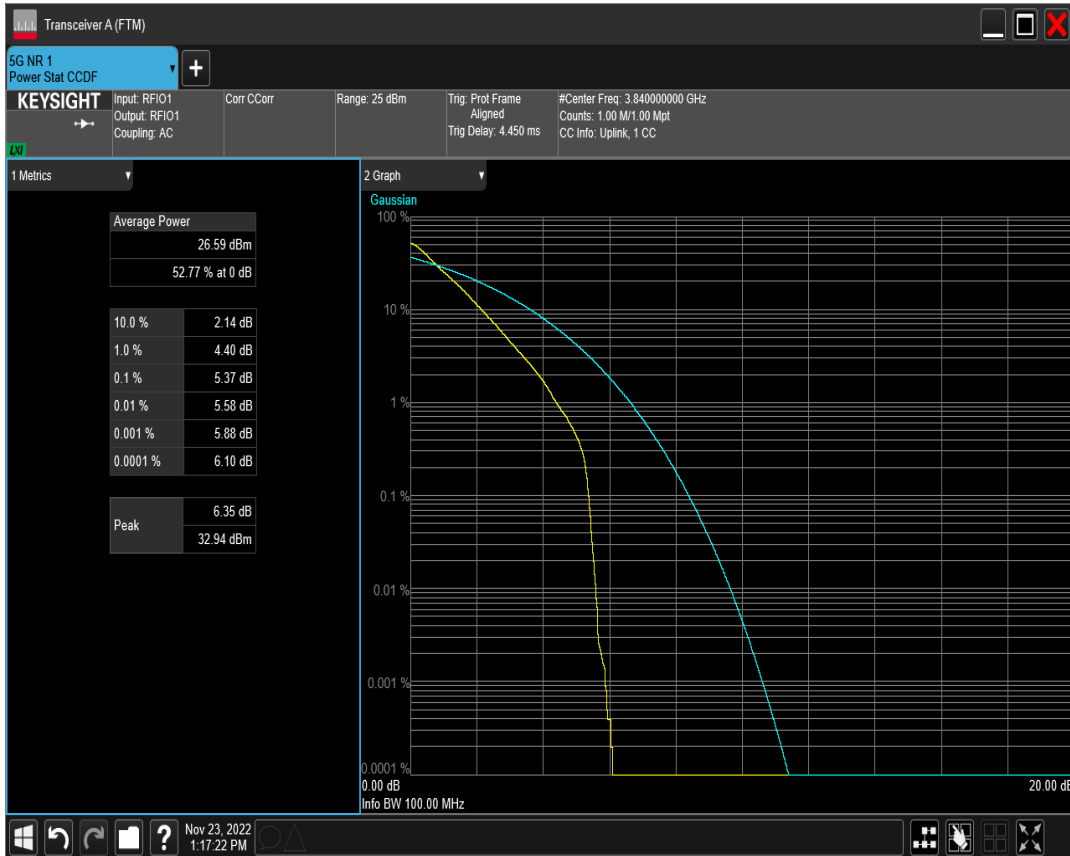 Transceiver A (FTM)
5G NR 1
Power Stat CCDF
+
KEYSIGHT
LXI
Input: RFIO1
Output: RFIO1
Coupling: AC
Corr CCorr
Range: 25 dBm
Trig: Prot Frame
Aligned
Trig Delay: 4.450 ms
#Center Freq: 3.840000000 GHz
Counts: 1.00 M/1.00 Mpt
CC Info: Uplink, 1 CC
1 Metrics
Average Power
26.59 dBm
52.77 % at 0 dB
10.0 % 2.14 dB
1.0 % 4.40 dB
0.1 % 5.37 dB
0.01 % 5.58 dB
0.001 % 5.88 dB
0.0001 % 6.10 dB
Peak
6.35 dB
32.94 dBm
2 Graph
Gaussian
100 %
10 %
1 %
0.1 %
0.01 %
0.001 %
0.0001 %
0.00 dB 20.00 dB
Info BW 100.00 MHz
?
Nov 23, 2022
1:17:22 PM